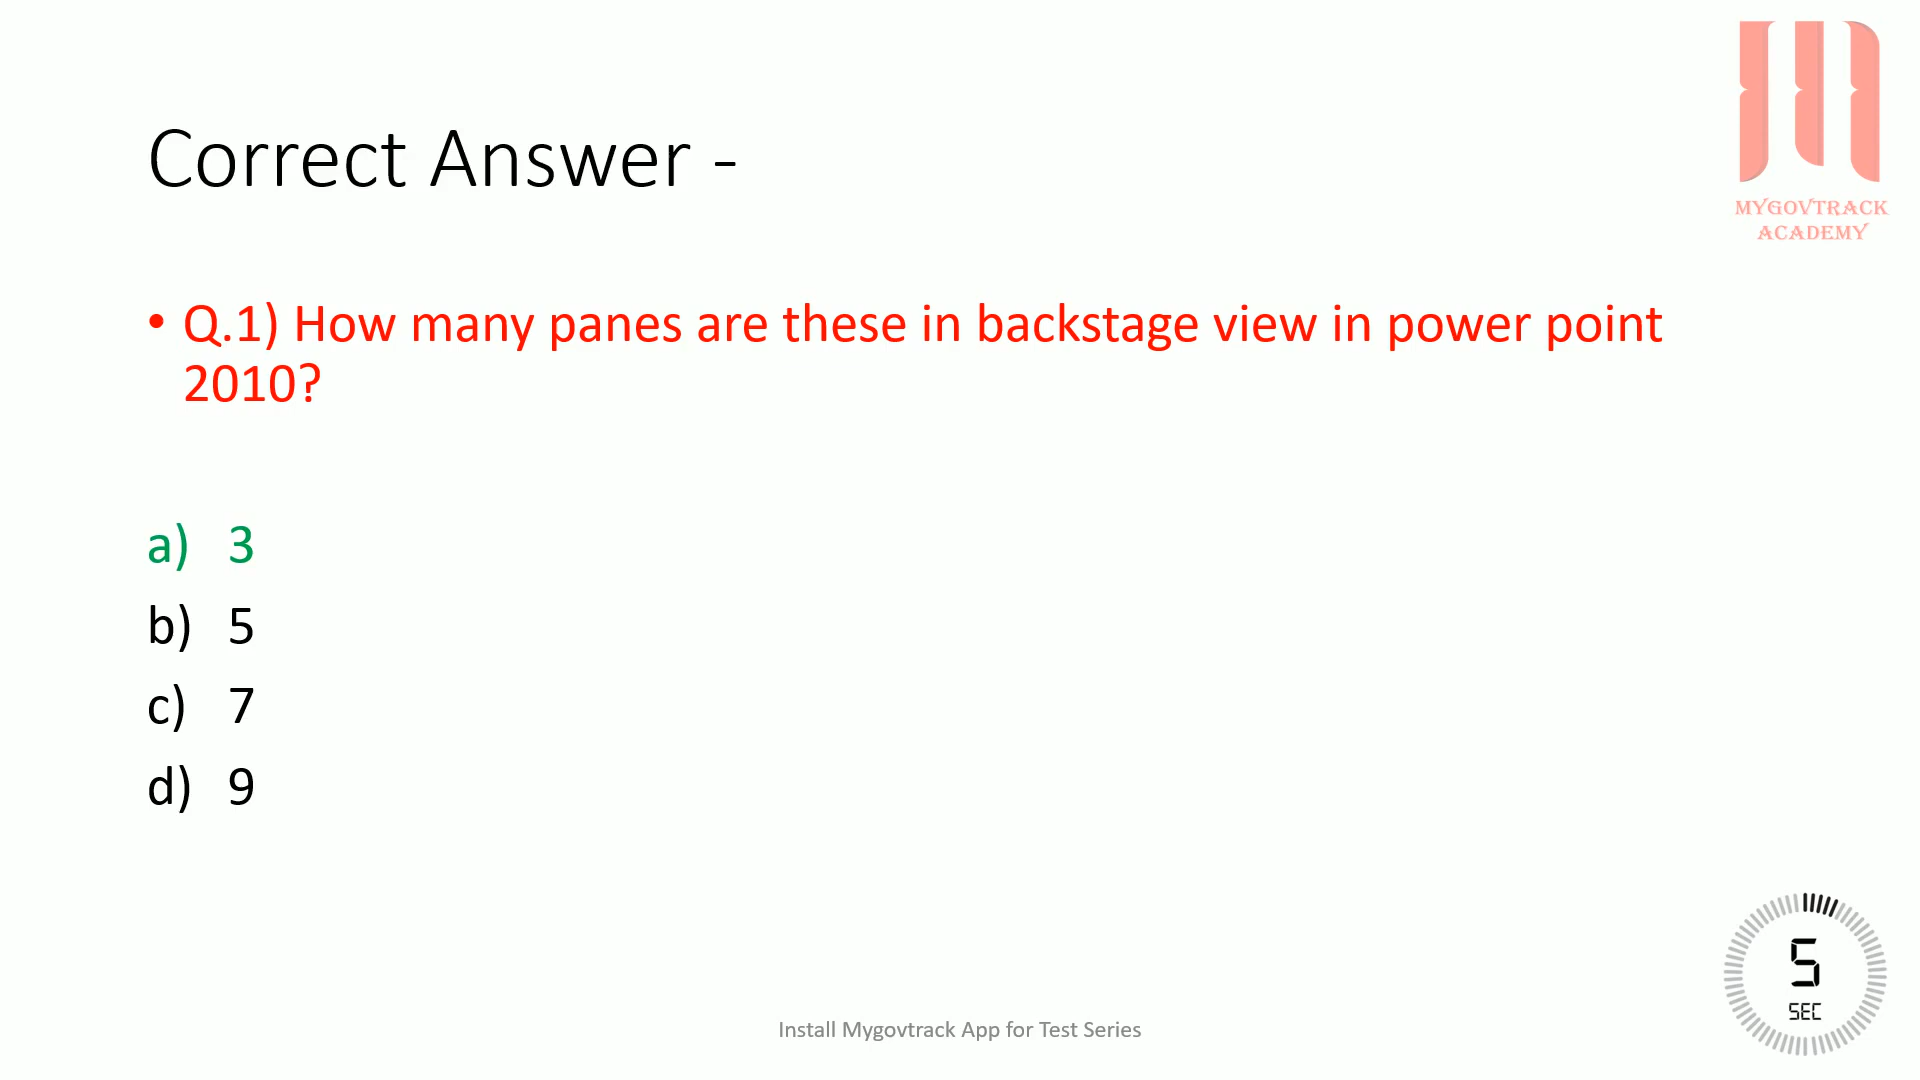 MYGOVTRACK
ACADEMY
Correct Answer -
• Q.1) How many panes are these in backstage view in power point
2010?
a) 3
b) 5
c) 7
d) 9
5
SEC
Install Mygovtrack App for Test Series